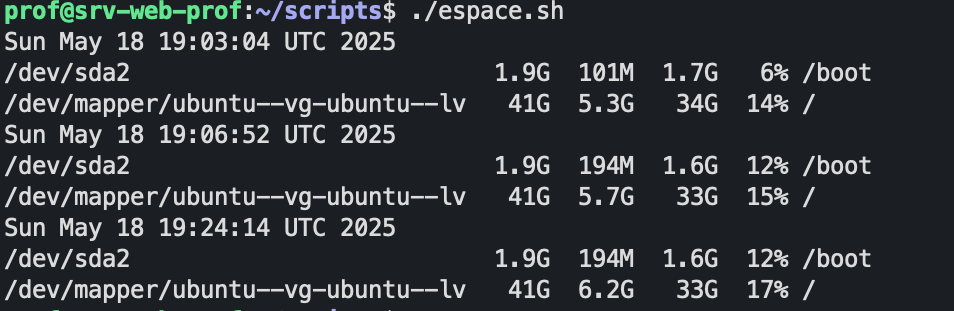 prof@srv-web-prof:~/scripts$ ./espace.sh
Sun May 18 19:03:04 UTC 2025
/dev/sda2                          1.9G  101M  1.7G   6% /boot
/dev/mapper/ubuntu--vg-ubuntu--lv   41G  5.3G   34G  14% /
Sun May 18 19:06:52 UTC 2025
/dev/sda2                          1.9G  194M  1.6G  12% /boot
/dev/mapper/ubuntu--vg-ubuntu--lv   41G  5.7G   33G  15% /
Sun May 18 19:24:14 UTC 2025
/dev/sda2                          1.9G  194M  1.6G  12% /boot
/dev/mapper/ubuntu--vg-ubuntu--lv   41G  6.2G   33G  17% /